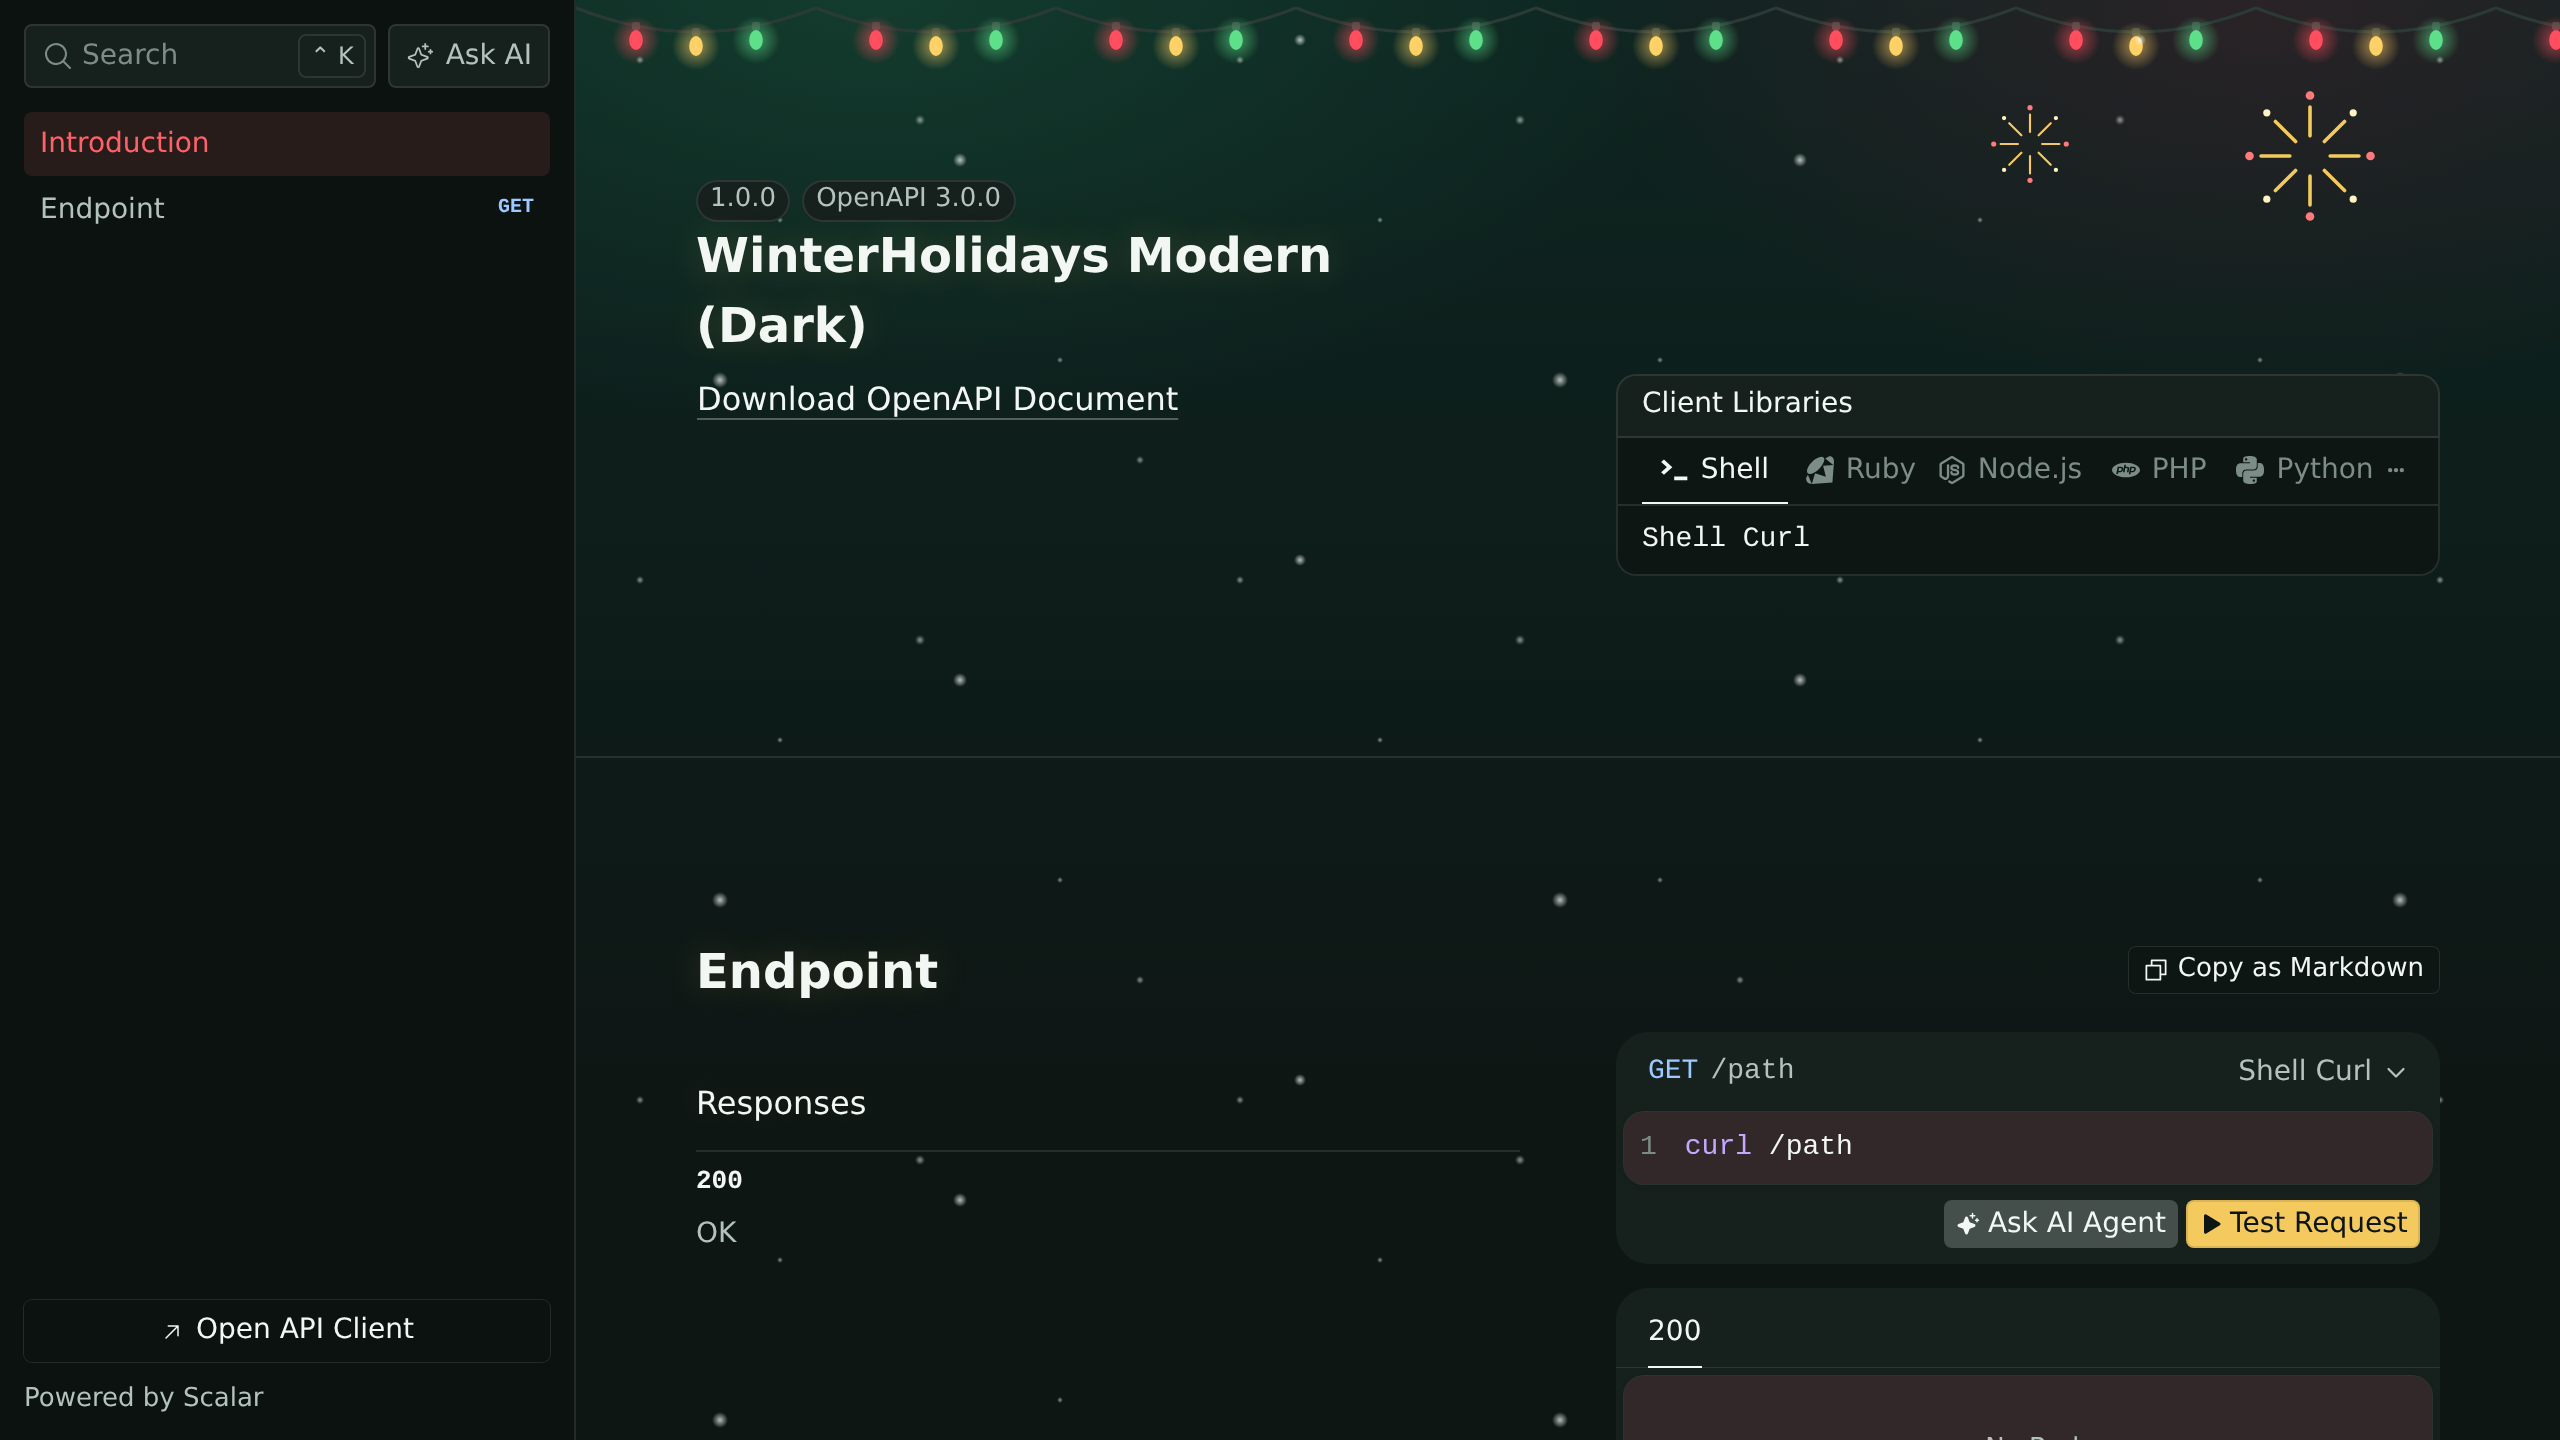 Search ⌃ K Ask AI
Introduction
Endpoint GET
Open API Client
Powered by Scalar
1.0.0 OpenAPI 3.0.0
WinterHolidays Modern
(Dark)
Download OpenAPI Document
Client Libraries
Shell Ruby Node.js PHP Python
Shell Curl
Endpoint
Copy as Markdown
Responses
200
OK
GET /path Shell Curl
1 curl /path
Ask AI Agent Test Request
200